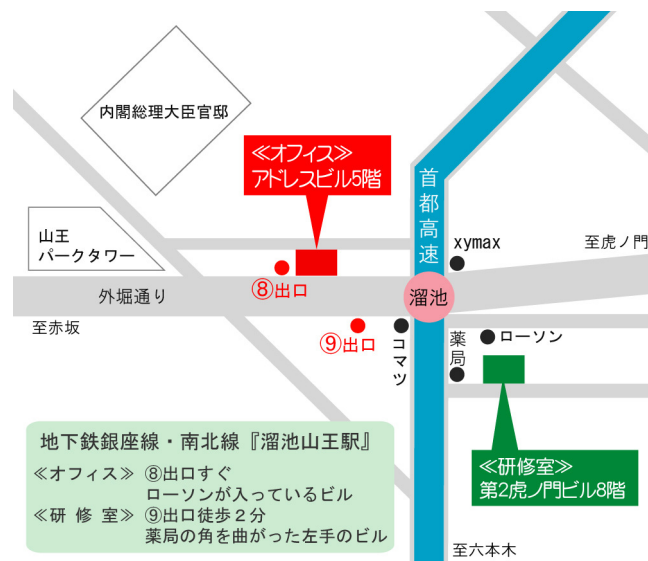 内閣総理大臣官邸
≪オフィス≫
アドレスビル5階
首都高速
山王
パークタワー
xymax
至虎ノ門
⑧出口
外堀通り
溜池
至赤坂
⑨出口
コマツ
薬局
ローソン
地下鉄銀座線・南北線『溜池山王駅』
≪オフィス≫ ⑧出口すぐ
ローソンが入っているビル
≪研 修 室≫ ⑨出口徒歩2分
薬局の角を曲がった左手のビル
≪研修室≫
第2虎ノ門ビル8階
至六本木